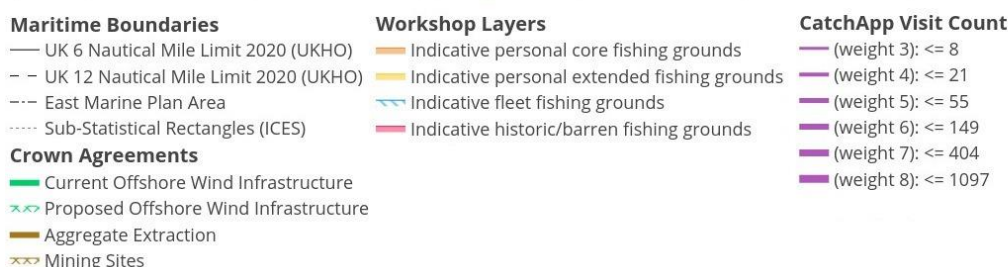 Maritime Boundaries
UK 6 Nautical Mile Limit 2020 (UKHO)
UK 12 Nautical Mile Limit 2020 (UKHO)
East Marine Plan Area
Sub-Statistical Rectangles (ICES)
Crown Agreements
Current Offshore Wind Infrastructure
Proposed Offshore Wind Infrastructure
Aggregate Extraction
Mining Sites
Workshop Layers
Indicative personal core fishing grounds
Indicative personal extended fishing grounds
Indicative fleet fishing grounds
Indicative historic/barren fishing grounds
CatchApp Visit Count
(weight 3): <= 8
(weight 4): <= 21
(weight 5): <= 55
(weight 6): <= 149
(weight 7): <= 404
(weight 8): <= 1097